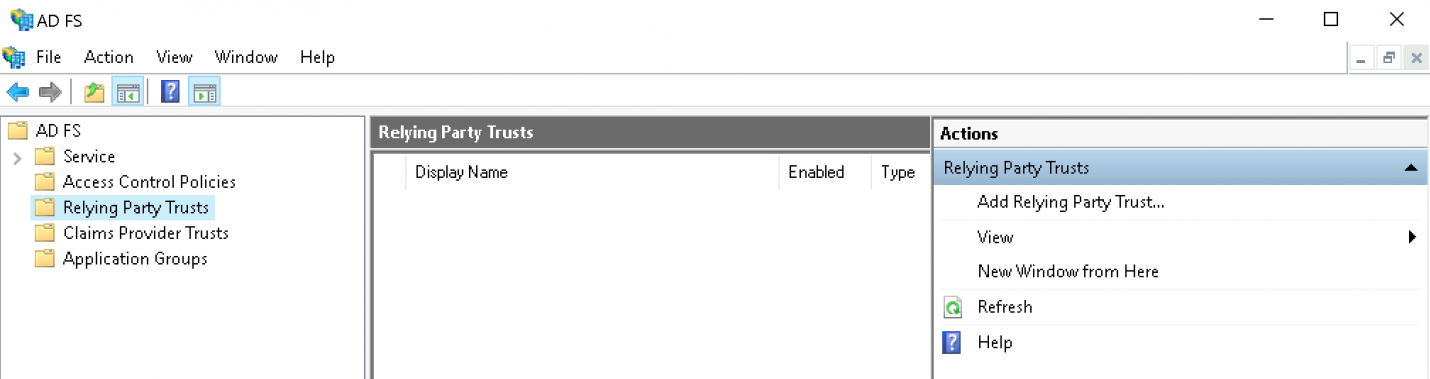 AD FS
File Action View Window Help
AD FS
Service
Access Control Policies
Relying Party Trusts
Claims Provider Trusts
Application Groups
Relying Party Trusts
Display Name Enabled Type
Actions
Relying Party Trusts
Add Relying Party Trust...
View
New Window from Here
Refresh
Help